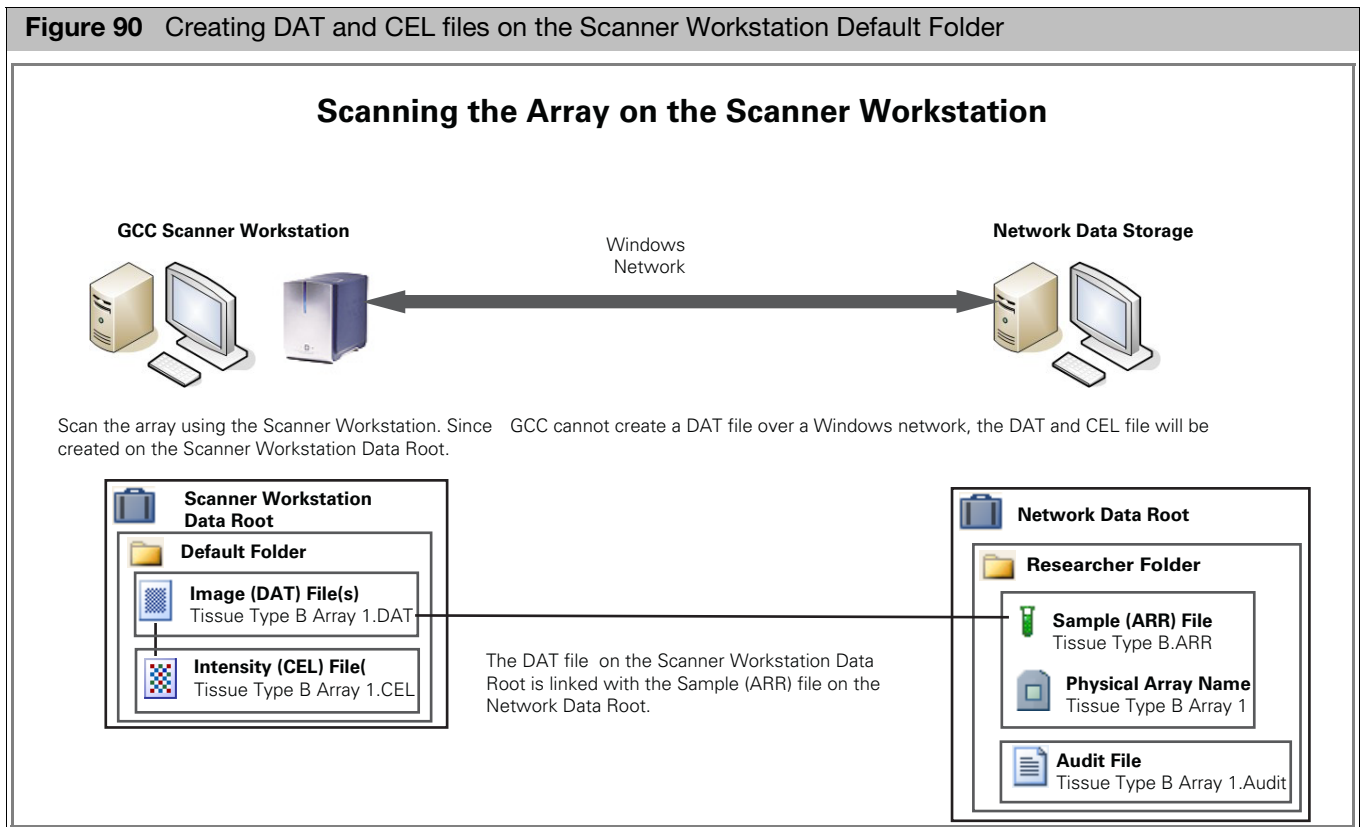 Figure 90 Creating DAT and CEL files on the Scanner Workstation Default Folder
Scanning the Array on the Scanner Workstation
GCC Scanner Workstation
Windows
Network
Network Data Storage
Scan the array using the Scanner Workstation. Since GCC cannot create a DAT file over a Windows network, the DAT and CEL file will be
created on the Scanner Workstation Data Root.
Scanner Workstation
Data Root
Default Folder
Image (DAT) File(s)
Tissue Type B Array 1.DAT
Intensity (CEL) File(
Tissue Type B Array 1.CEL
The DAT file on the Scanner Workstation Data
Root is linked with the Sample (ARR) file on the
Network Data Root.
Network Data Root
Researcher Folder
Sample (ARR) File
Tissue Type B.ARR
Physical Array Name
Tissue Type B Array 1
Audit File
Tissue Type B Array 1.Audit